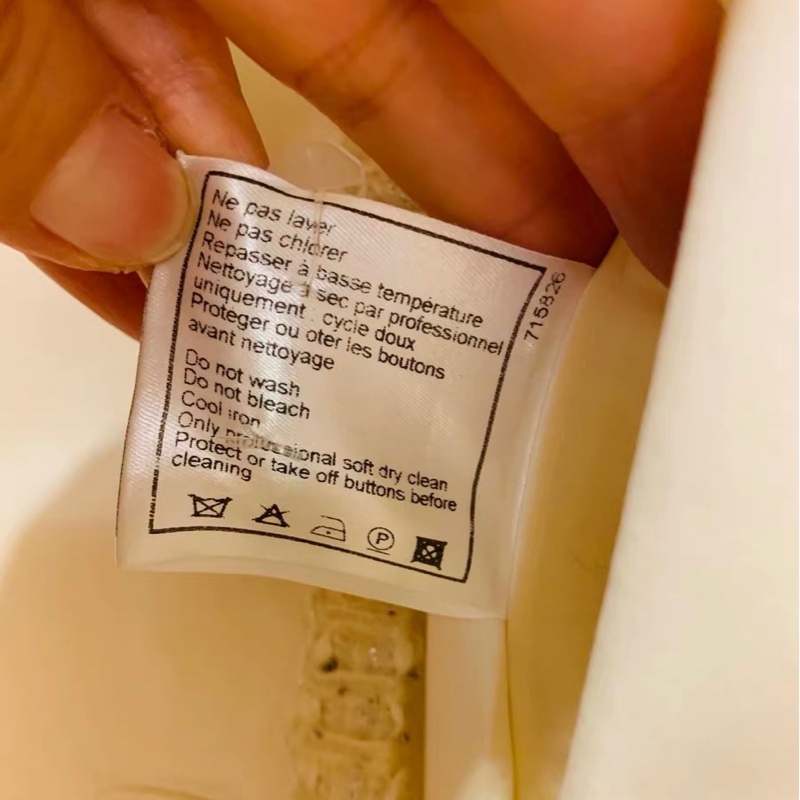 Ne pas laver
Ne pas chlorer
Repasser à basse température
Nettoyage à sec par professionnel
uniquement : cycle doux
Proteger ou oter les boutons
avant nettoyage
Do not wash
Do not bleach
Cool iron
Only professional soft dry clean
Protect or take off buttons before
cleaning
P
715826